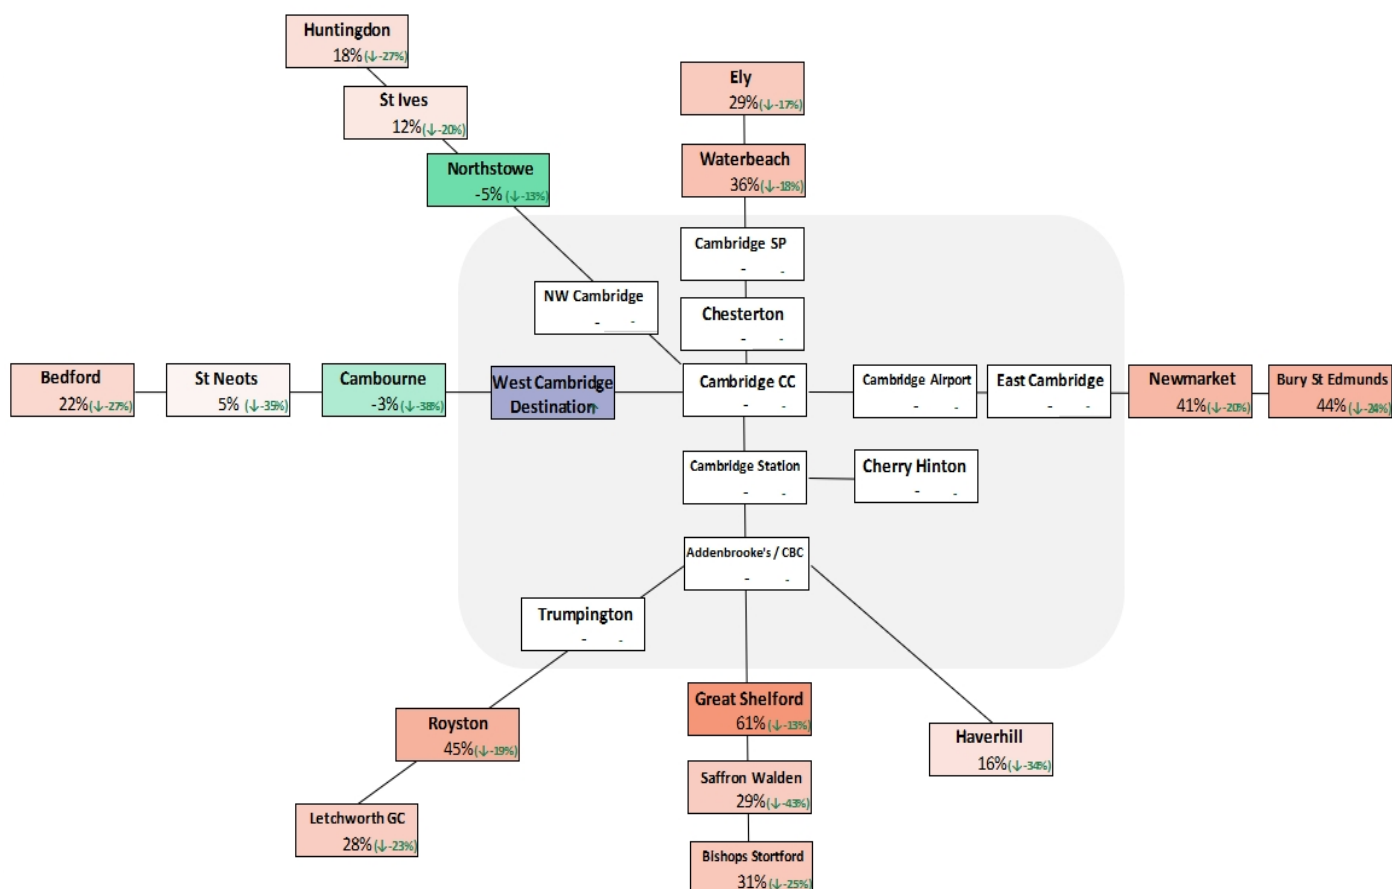 Huntingdon
18%(↓-27%)
St Ives
12%(↓-20%)
Northstowe
-5% (↓-13%)
Ely
29%(↓-17%)
Waterbeach
36%(↓-18%)
Cambridge SP
- -
NW Cambridge
- -
Chesterton
- -
Bedford
22%(↓-27%)
St Neots
5% (↓-35%)
Cambourne
-3% (↓-38%)
West Cambridge
Destination↑
Cambridge CC
- -
Cambridge Airport
- -
East Cambridge
- -
Newmarket
41%(↓-20%)
Bury St Edmunds
44%(↓-24%)
Cambridge Station
- -
Cherry Hinton
- -
Addenbrooke's / CBC
- -
Trumpington
- -
Royston
45%(↓-19%)
Letchworth GC
28%(↓-23%)
Great Shelford
61%(↓-13%)
Saffron Walden
29%(↓-43%)
Bishops Stortford
31%(↓-25%)
Haverhill
16%(↓-34%)